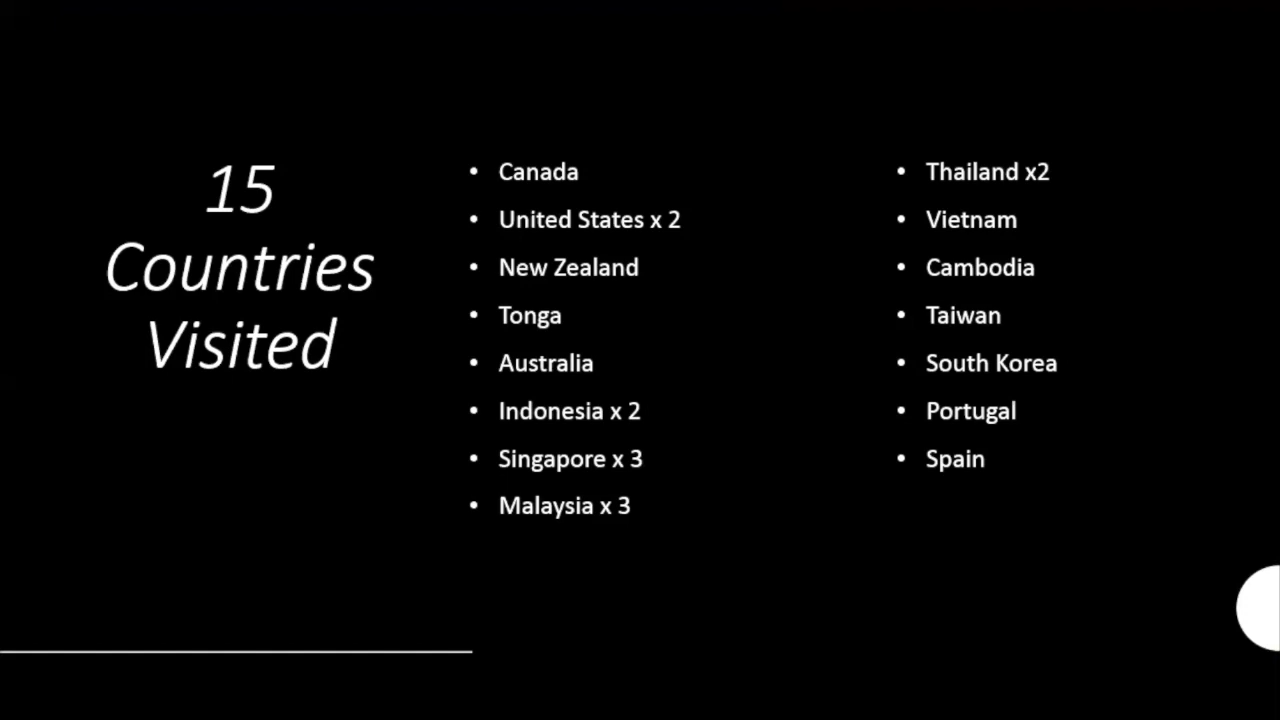 15
Countries
Visited
• Canada
• United States x 2
• New Zealand
• Tonga
• Australia
• Indonesia x 2
• Singapore x 3
• Malaysia x 3
• Thailand x2
• Vietnam
• Cambodia
• Taiwan
• South Korea
• Portugal
• Spain